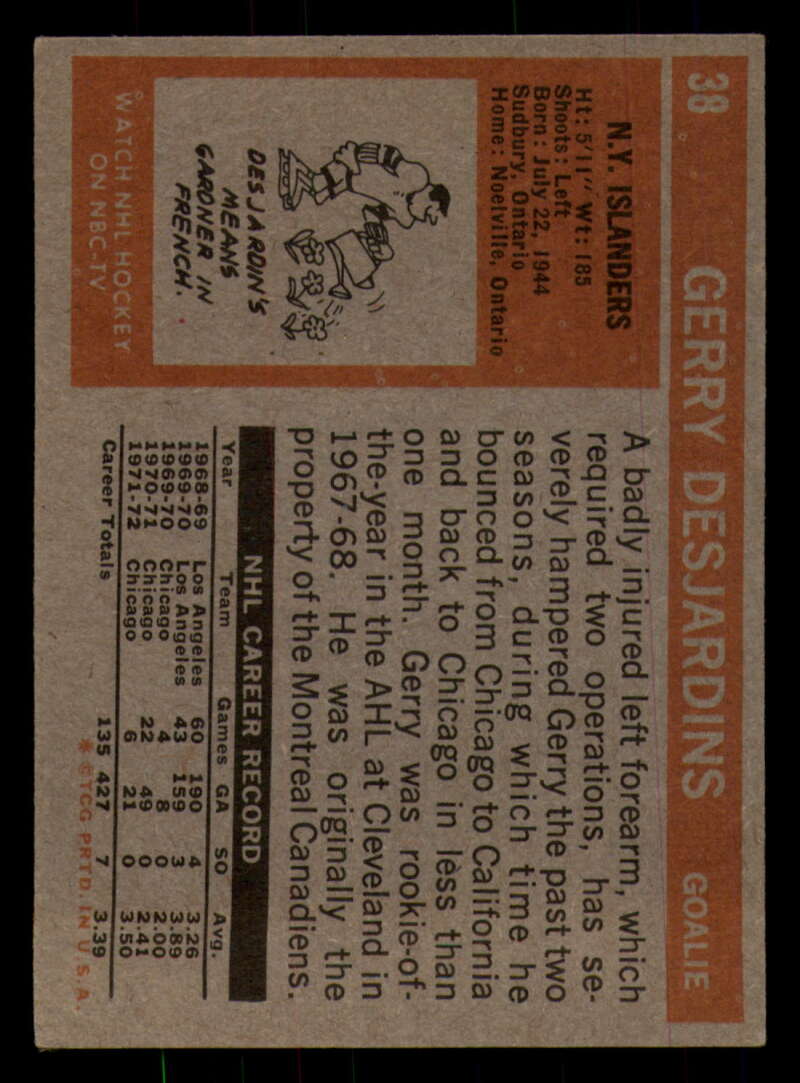 38 GERRY DESJARDINS GOALIE
N.Y. ISLANDERS
Ht: 5'11" Wt: 185
Shoots: Left
Born: July 22, 1944
Sudbury, Ontario
Home: Noelville, Ontario
DESJARDIN'S
MEANS
GARDNER IN
FRENCH.
WATCH NHL HOCKEY
ON NBC-TV
A badly injured left forearm, which
required two operations, has se-
verely hampered Gerry the past two
seasons, during which time he
bounced from Chicago to California
and back to Chicago in less than
one month. Gerry was rookie-of-
the-year in the AHL at Cleveland in
1967-68. He was originally the
property of the Montreal Canadiens.
NHL CAREER RECORD
Year Team Games GA SO Avg.
1968-69 Los Angeles 60 190 4 3.26
1969-70 Los Angeles 43 159 3 3.89
1969-70 Chicago 4 8 0 2.00
1970-71 Chicago 22 49 0 2.41
1971-72 Chicago 6 21 0 3.50
Career Totals 135 427 7 3.39
* ©TCG PRTD. IN U.S.A.